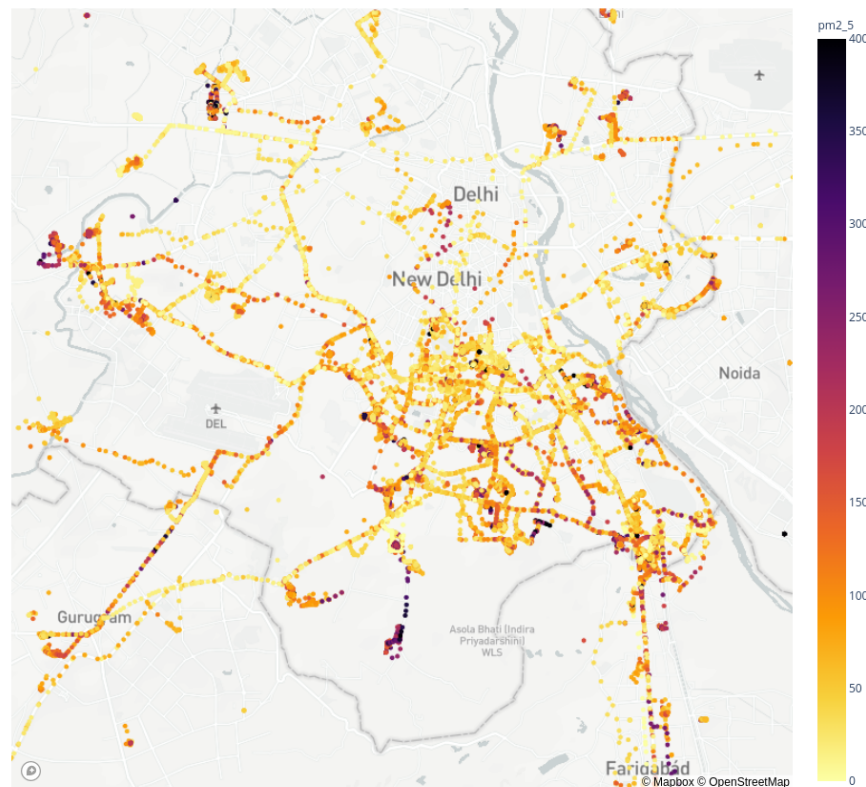 pm2_5
400
350
Delhi
300
New Delhi
250
Noida
200
DEL
150
100
Gurugram
Asola Bhati (Indira
Priyadarshini)
WLS
50
Faridabad
0
© Mapbox © OpenStreetMap